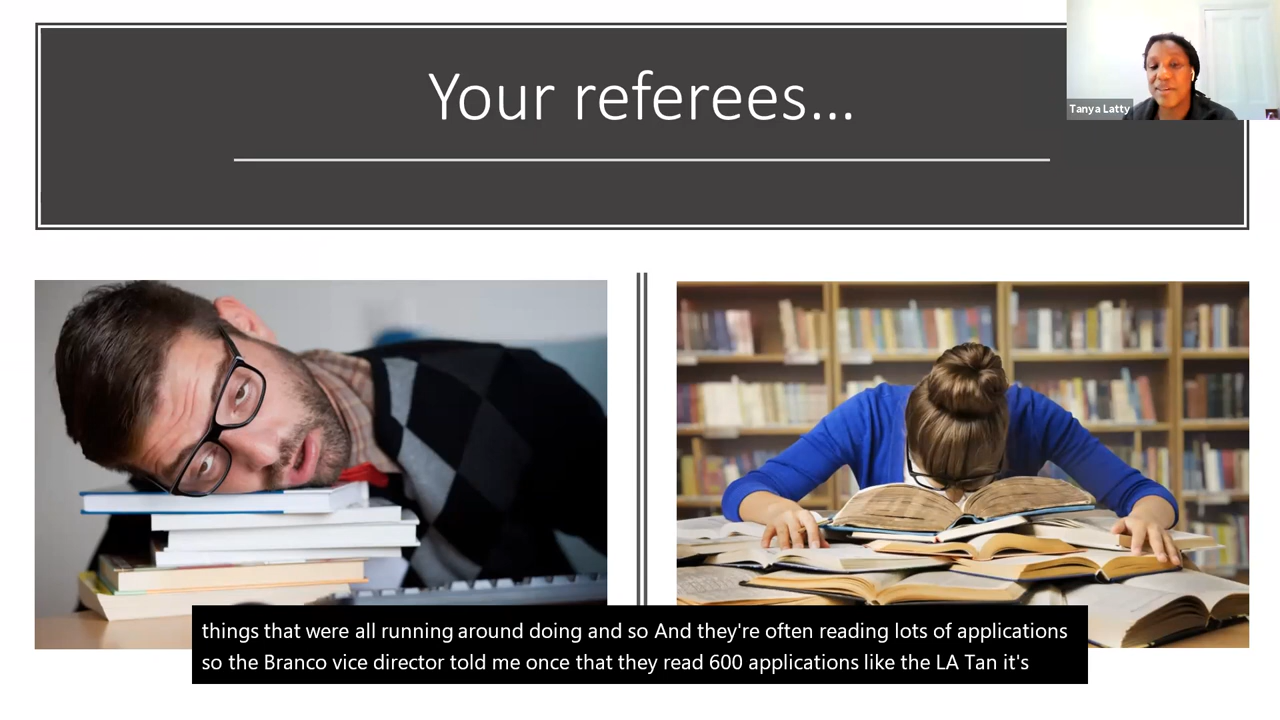 Your referees...
Tanya Latty
things that were all running around doing and so And they're often reading lots of applications
so the Branco vice director told me once that they read 600 applications like the LA Tan it's